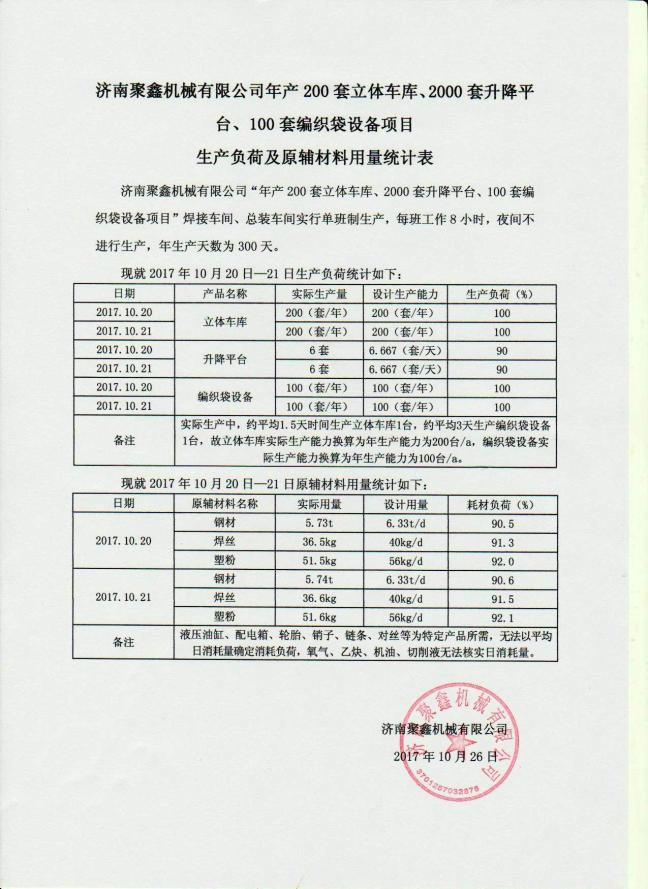 济南聚鑫机械有限公司年产 200 套立体车库、2000 套升降平
台、100 套编织袋设备项目
生产负荷及原辅材料用量统计表
济南聚鑫机械有限公司“年产 200 套立体车库、2000 套升降平台、100 套编
织袋设备项目”焊接车间、总装车间实行单班制生产，每班工作 8 小时，夜间不
进行生产，年生产天数为 300 天。
现就 2017 年 10 月 20 日—21 日生产负荷统计如下：
日期 产品名称 实际生产量 设计生产能力 生产负荷（%）
2017.10.20 立体车库 200（套/年） 200（套/年） 100
2017.10.21 200（套/年） 200（套/年） 100
2017.10.20 升降平台 6 套 6.667（套/天） 90
2017.10.21 6 套 6.667（套/天） 90
2017.10.20 编织袋设备 100（套/年） 100（套/年） 100
2017.10.21 100（套/年） 100（套/年） 100
备注 实际生产中，约平均1.5天时间生产立体车库1台，约平均3天生产编织袋设备
1台，故立体车库实际生产能力换算为年生产能力为200台/a，编织袋设备实
际生产能力换算为年生产能力为100台/a。
现就 2017 年 10 月 20 日—21 日原辅材料用量统计如下：
日期 原辅材料名称 实际用量 设计用量 耗材负荷（%）
2017.10.20 钢材 5.73t 6.33t/d 90.5
焊丝 36.5kg 40kg/d 91.3
塑粉 51.5kg 56kg/d 92.0
2017.10.21 钢材 5.74t 6.33t/d 90.6
焊丝 36.6kg 40kg/d 91.5
塑粉 51.6kg 56kg/d 92.1
备注 液压油缸、配电箱、轮胎、销子、链条、对丝等为特定产品所需，无法以平均
日消耗量确定消耗负荷，氧气、乙炔、机油、切削液无法核实日消耗量。
济南聚鑫机械有限公司
2017 年 10 月 26 日
济南聚鑫机械有限公司
3701267032876